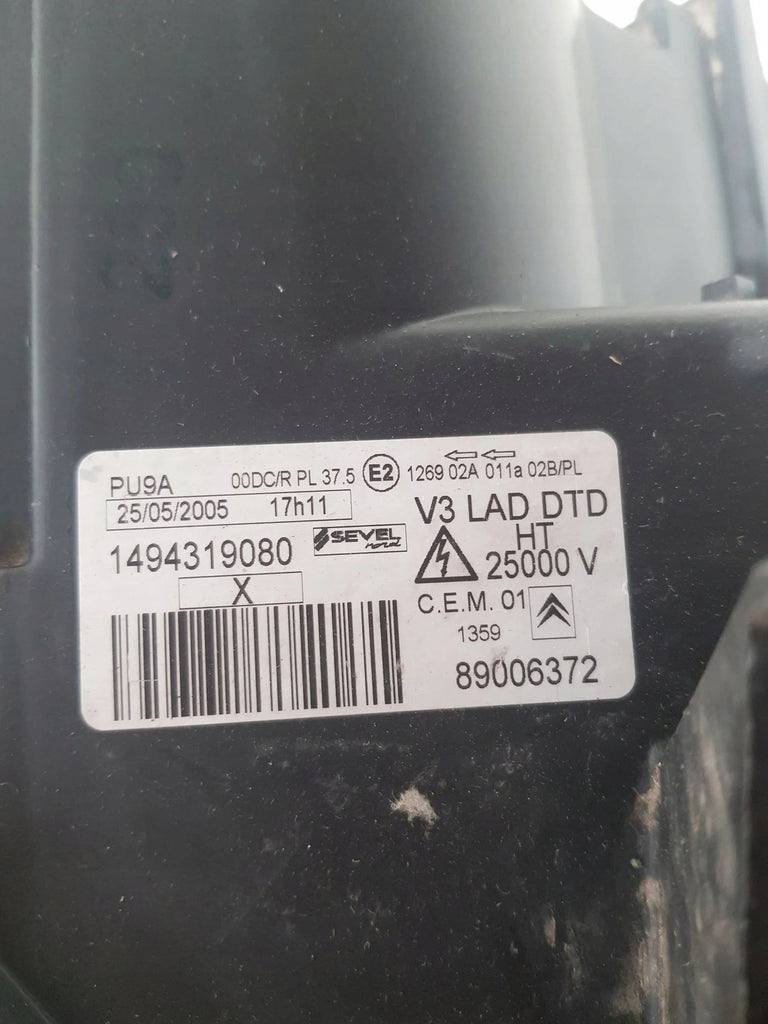 PU9A 00DC/R PL 37.5 E2 1269 02A 011a 02B/PL
25/05/2005 17h11
V3 LAD DTD
1494319080 SEVEL nord
HT
25000 V
X
C.E.M. 01
1359
89006372